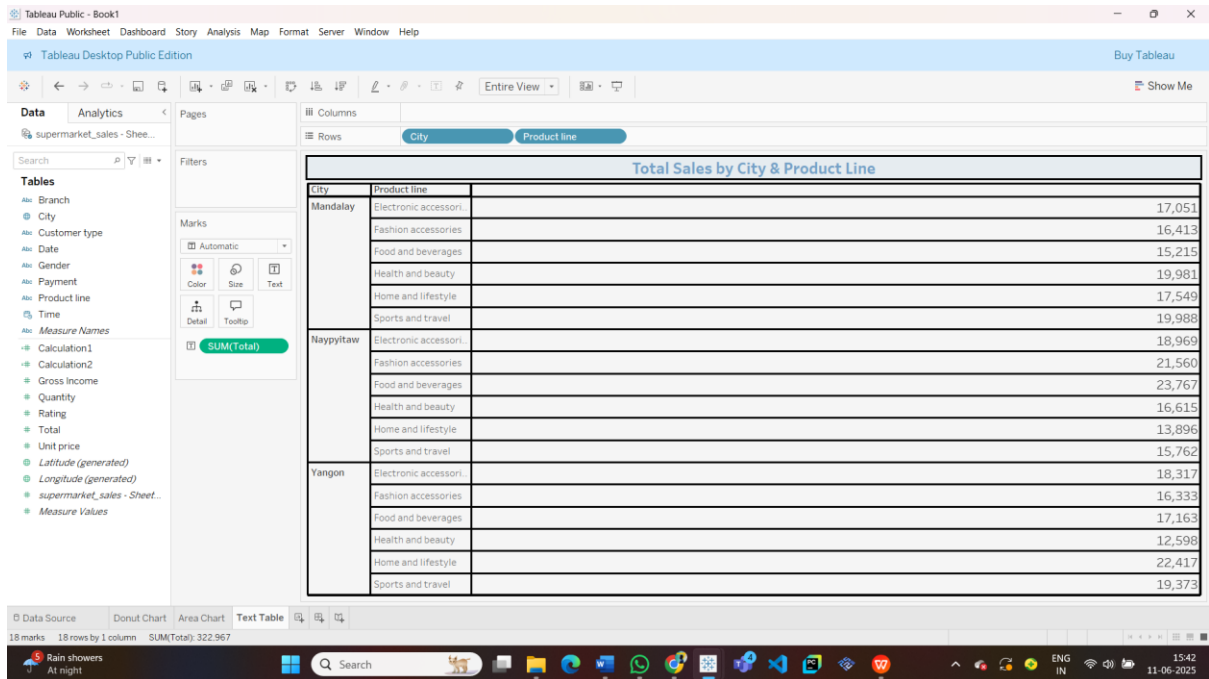 Tableau Public - Book1
File Data Worksheet Dashboard Story Analysis Map Format Server Window Help
Tableau Desktop Public Edition
Buy Tableau
Entire View
Show Me
Data Analytics
Pages
Columns
supermarket_sales - Shee...
Rows City Product line
Search
Filters
Total Sales by City & Product Line
Tables
Abc Branch
City
Abc Customer type
Abc Date
Abc Gender
Abc Payment
Abc Product line
Time
Abc Measure Names
Calculation1
Calculation2
Gross Income
Quantity
Rating
Total
Unit price
Latitude (generated)
Longitude (generated)
supermarket_sales - Sheet...
Measure Values
Marks
Automatic
Color Size Text
Detail Tooltip
SUM(Total)
City Product line
Mandalay Electronic accessori.. 17,051
Fashion accessories 16,413
Food and beverages 15,215
Health and beauty 19,981
Home and lifestyle 17,549
Sports and travel 19,988
Naypyitaw Electronic accessori.. 18,969
Fashion accessories 21,560
Food and beverages 23,767
Health and beauty 16,615
Home and lifestyle 13,896
Sports and travel 15,762
Yangon Electronic accessori.. 18,317
Fashion accessories 16,333
Food and beverages 17,163
Health and beauty 12,598
Home and lifestyle 22,417
Sports and travel 19,373
Data Source Donut Chart Area Chart Text Table
18 marks 18 rows by 1 column SUM(Total): 322,967
5 Rain showers
At night
Search
ENG
IN
15:42
11-06-2025